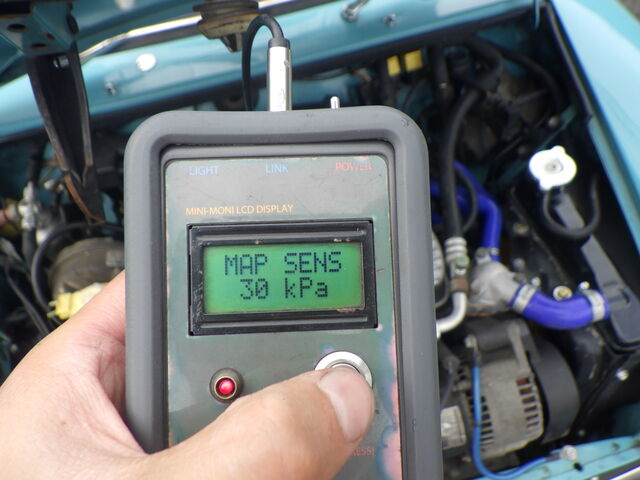 LIGHT LINK POWER
MINI-MONI LCD DISPLAY
MAP SENS
30 kPa